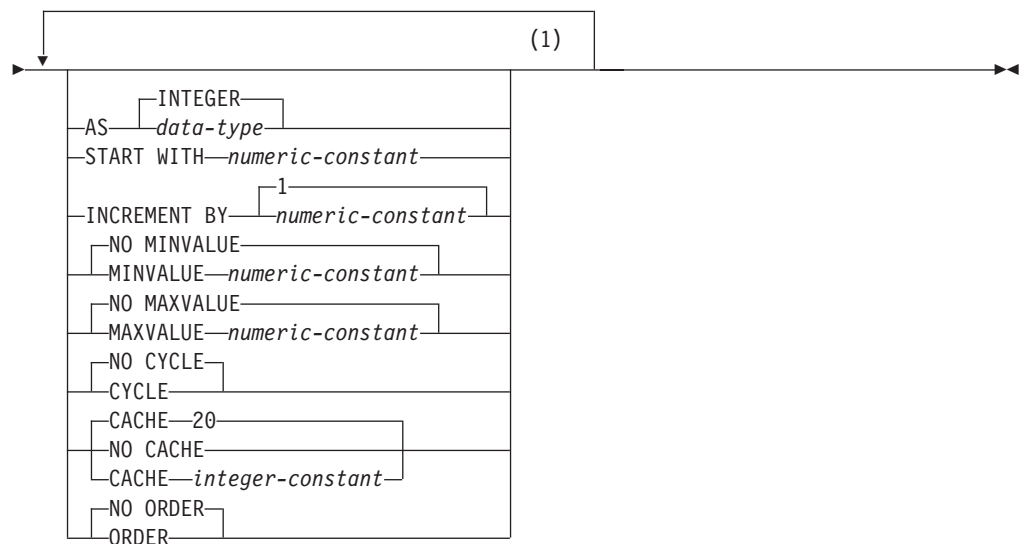 (1)
INTEGER
AS data-type
START WITH numeric-constant
1
INCREMENT BY numeric-constant
NO MINVALUE
MINVALUE numeric-constant
NO MAXVALUE
MAXVALUE numeric-constant
NO CYCLE
CYCLE
CACHE 20
NO CACHE
CACHE integer-constant
NO ORDER
ORDER